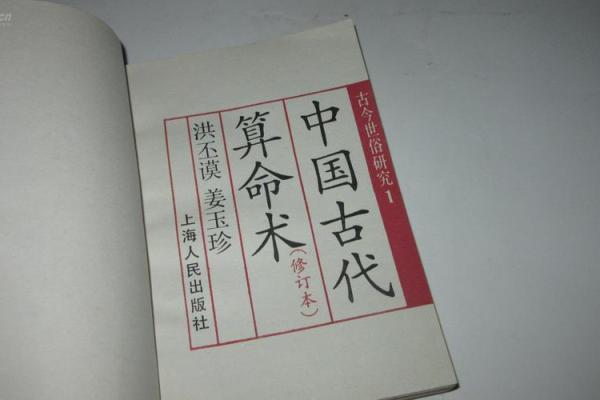 古今世俗研究1
中国古代
算命术(修订本)
洪丕谟 姜玉珍
上海人民出版社